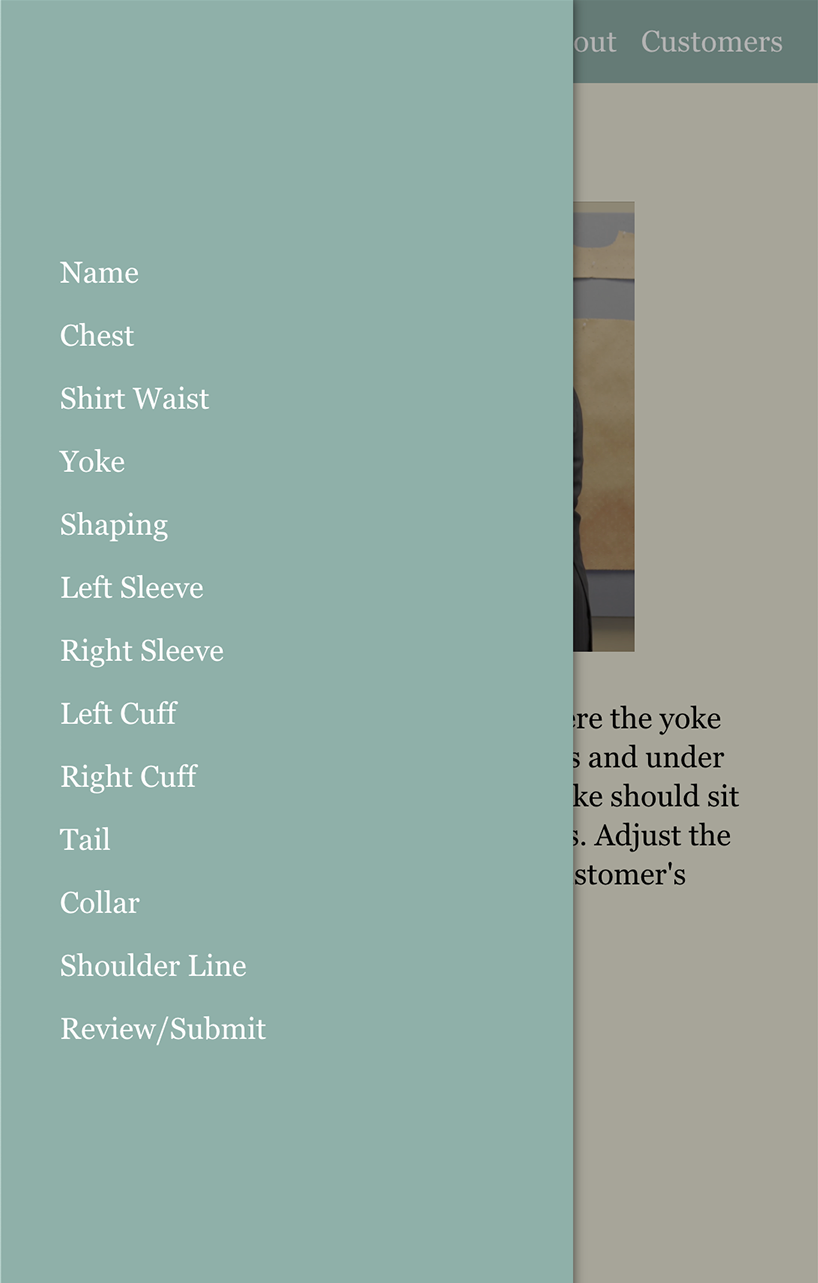 out Customers
Name
Chest
Shirt Waist
Yoke
Shaping
Left Sleeve
Right Sleeve
Left Cuff
Right Cuff
Tail
Collar
Shoulder Line
Review/Submit
ere the yoke
s and under
ke should sit
s. Adjust the
stomer's